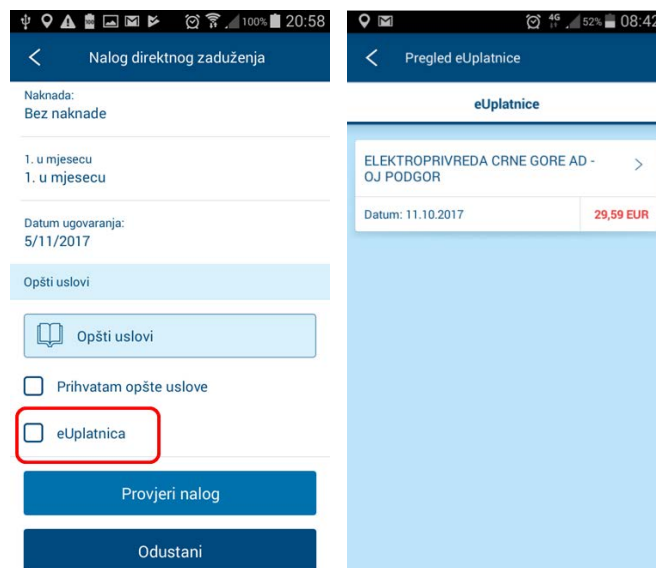 100% 20:58
Nalog direktnog zaduženja
Naknada:
Bez naknade
1. u mjesecu
1. u mjesecu
Datum ugovaranja:
5/11/2017
Opšti uslovi
Opšti uslovi
Prihvatam opšte uslove
eUplatnica
Provjeri nalog
Odustani
4G 52% 08:42
Pregled eUplatnice
eUplatnice
ELEKTROPRIVREDA CRNE GORE AD -
OJ PODGOR
Datum: 11.10.2017 29,59 EUR